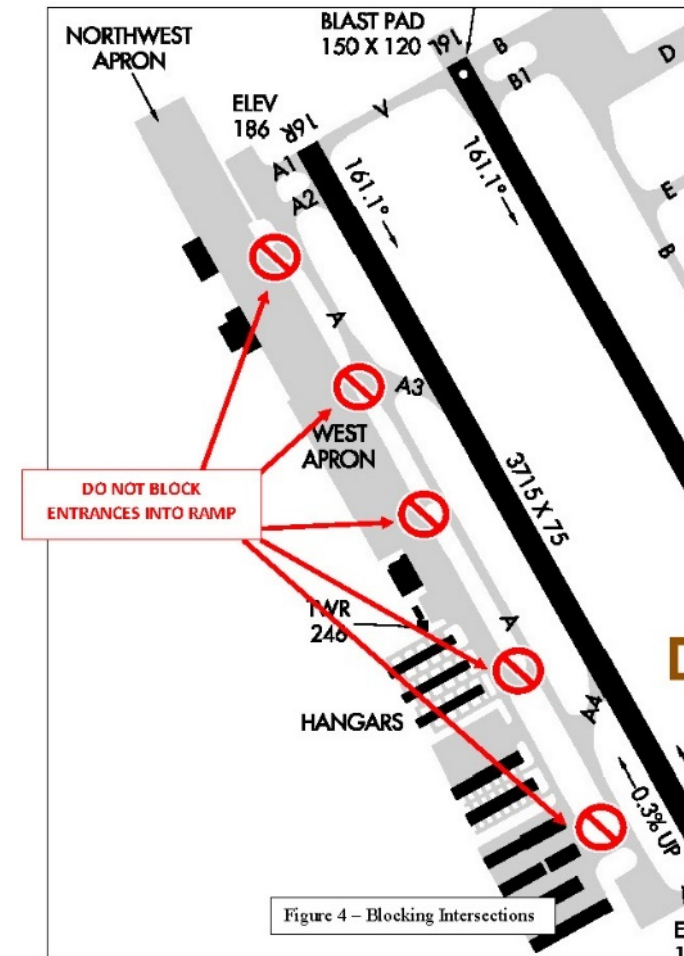 NORTHWEST
APRON
BLAST PAD
150 X 120
16L
B
B1
D
ELEV
186
16R
V
A1
A2
161.1°
161.1°
E
B
A
A3
WEST
APRON
3715 X 75
DO NOT BLOCK
ENTRANCES INTO RAMP
TWR
246
A
HANGARS
A4
0.3% UP
Figure 4 – Blocking Intersections